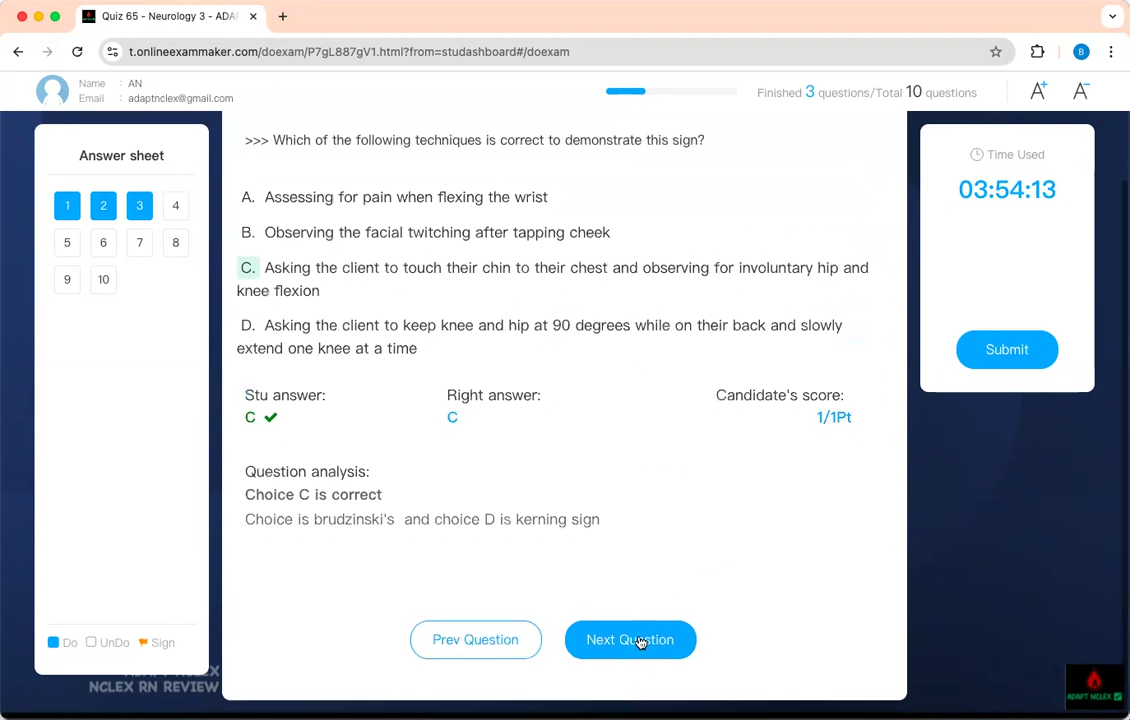 Quiz 65 - Neurology 3 - ADA
t.onlineexammaker.com/doexam/P7gL887gV1.html?from=studashboard#/doexam
B
Name : AN
Email : adaptnclex@gmail.com
Finished 3 questions/Total 10 questions
A+ A-
Answer sheet
1 2 3 4
5 6 7 8
9 10
Do UnDo Sign
NCLEX RN REVIEW
>>> Which of the following techniques is correct to demonstrate this sign?
A. Assessing for pain when flexing the wrist
B. Observing the facial twitching after tapping cheek
C. Asking the client to touch their chin to their chest and observing for involuntary hip and
knee flexion
D. Asking the client to keep knee and hip at 90 degrees while on their back and slowly
extend one knee at a time
Stu answer: Right answer: Candidate's score:
C C 1/1Pt
Question analysis:
Choice C is correct
Choice is brudzinski's and choice D is kerning sign
Prev Question Next Question
Time Used
03:54:13
Submit
ADAPT NCLEX